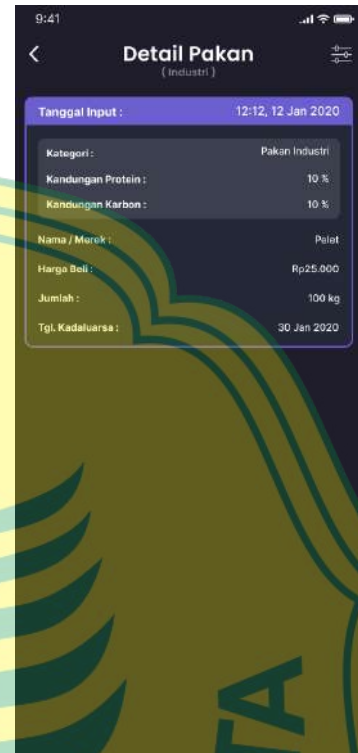 9:41
Detail Pakan
( Industri )
Tanggal Input : 12:12, 12 Jan 2020
Kategori : Pakan Industri
Kandungan Protein : 10 %
Kandungan Karbon : 10 %
Nama / Merek : Pelet
Harga Beli : Rp25.000
Jumlah : 100 kg
Tgl. Kadaluarsa : 30 Jan 2020
TA